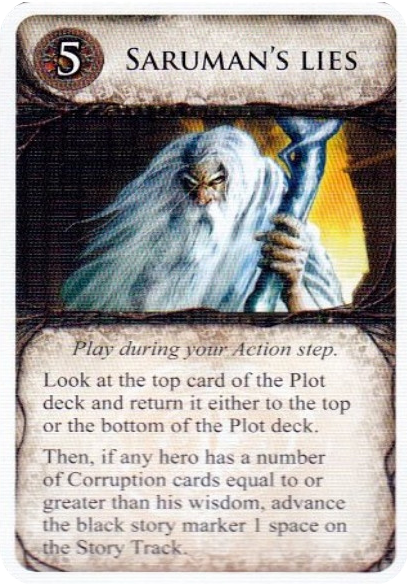 5 SARUMAN'S LIES
Play during your Action step.
Look at the top card of the Plot
deck and return it either to the top
or the bottom of the Plot deck.
Then, if any hero has a number
of Corruption cards equal to or
greater than his wisdom, advance
the black story marker 1 space on
the Story Track.